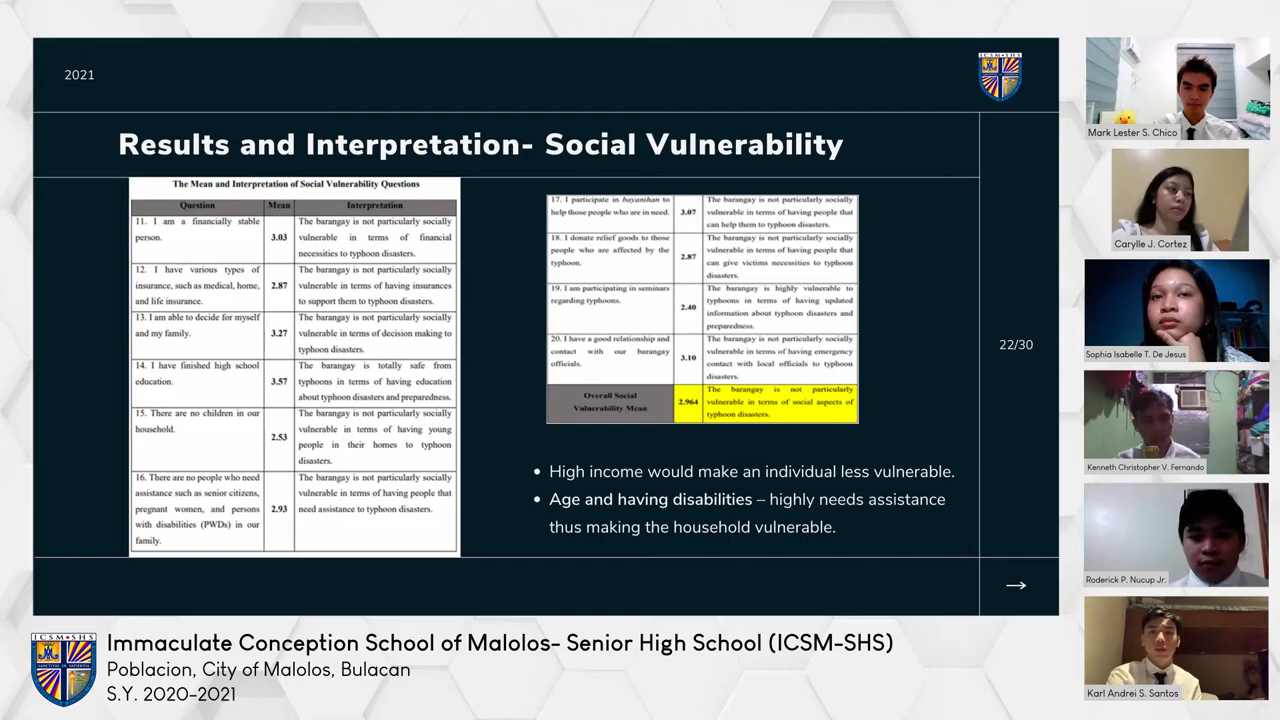 2021
ICSM-SHS
Results and Interpretation- Social Vulnerability
The Mean and Interpretation of Social Vulnerability Questions
Question Mean Interpretation
11. I am a financially stable
person.
3.03
The barangay is not particularly socially
vulnerable in terms of financial
necessities to typhoon disasters.
12. I have various types of
insurance, such as medical, home,
and life insurance.
2.87
The barangay is not particularly socially
vulnerable in terms of having insurances
to support them to typhoon disasters.
13. I am able to decide for myself
and my family.
3.27
The barangay is not particularly socially
vulnerable in terms of decision making to
typhoon disasters.
14. I have finished high school
education.
3.57
The barangay is totally safe from
typhoons in terms of having education
about typhoon disasters and preparedness.
15. There are no children in our
household.
2.53
The barangay is not particularly socially
vulnerable in terms of having young
people in their homes to typhoon
disasters.
16. There are no people who need
assistance such as senior citizens,
pregnant women, and persons
with disabilities (PWDs) in our
family.
2.93
The barangay is not particularly socially
vulnerable in terms of having people that
need assistance to typhoon disasters.
17. I participate in bayanihan to
help those people who are in need.
3.07
The barangay is not particularly socially
vulnerable in terms of having people that
can help them to typhoon disasters.
18. I donate relief goods to those
people who are affected by the
typhoon.
2.87
The barangay is not particularly socially
vulnerable in terms of having people that
can give victims necessities to typhoon
disasters.
19. I am participating in seminars
regarding typhoons.
2.40
The barangay is highly vulnerable to
typhoons in terms of having updated
information about typhoon disasters and
preparedness.
20. I have a good relationship and
contact with our barangay
officials.
3.10
The barangay is not particularly socially
vulnerable in terms of having emergency
contact with local officials to typhoon
disasters.
Overall Social
Vulnerability Mean
2.964
The barangay is not particularly
vulnerable in terms of social aspects of
typhoon disasters.
• High income would make an individual less vulnerable.
• Age and having disabilities – highly needs assistance
thus making the household vulnerable.
22/30
→
Mark Lester S. Chico
Carylle J. Cortez
Sophia Isabelle T. De Jesus
Kenneth Christopher V. Fernando
Roderick P. Nucup Jr.
Karl Andrei S. Santos
ICSM-SHS
Immaculate Conception School of Malolos- Senior High School (ICSM-SHS)
Poblacion, City of Malolos, Bulacan
S.Y. 2020-2021